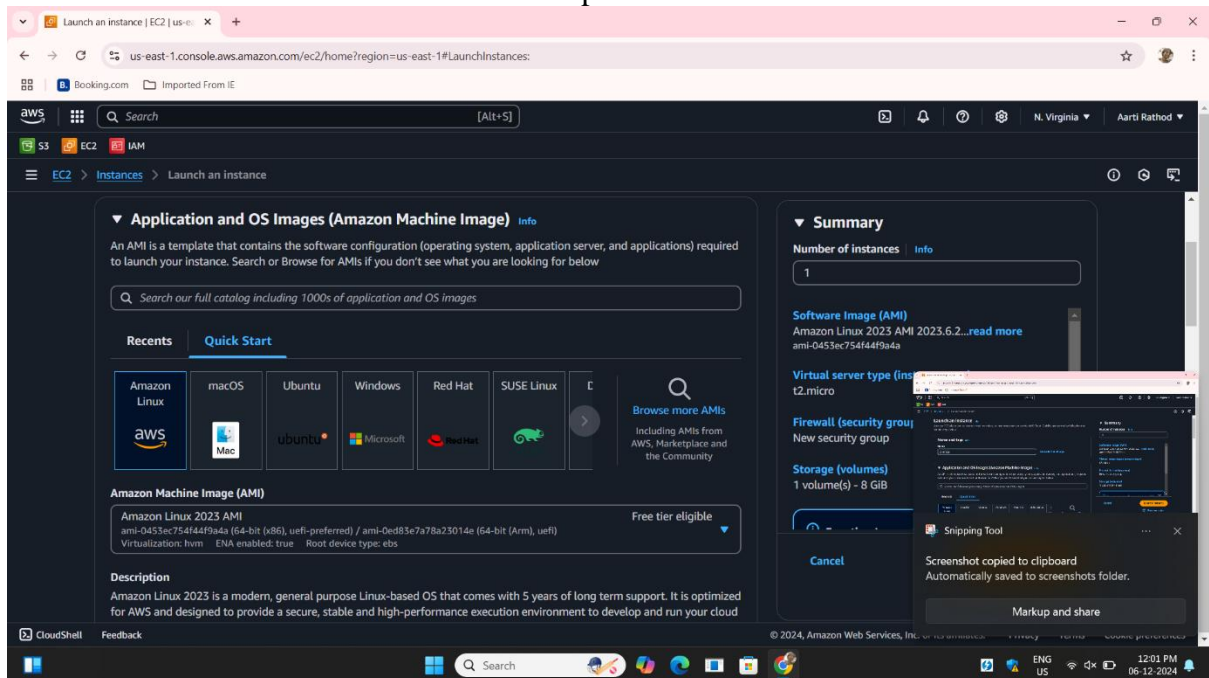 Launch an instance | EC2 | us-ea
us-east-1.console.aws.amazon.com/ec2/home?region=us-east-1#LaunchInstances:
Booking.com Imported From IE
aws Search [Alt+S] N. Virginia Aarti Rathod
S3 EC2 IAM
EC2 > Instances > Launch an instance
Application and OS Images (Amazon Machine Image) Info
An AMI is a template that contains the software configuration (operating system, application server, and applications) required
to launch your instance. Search or Browse for AMIs if you don't see what you are looking for
below
Search our full catalog including 1000s of application and OS images
Recents Quick Start
Amazon
Linux
aws
macOS
Mac
Ubuntu
ubuntu
Windows
Microsoft
Red Hat
Red Hat
SUSE Linux
Browse more AMIs
Including AMIs from
AWS, Marketplace and
the Community
Amazon Machine Image (AMI)
Amazon Linux 2023 AMI Free tier eligible
ami-0453ec754f44f9a4a (64-bit (x86), uefi-preferred) / ami-0ed83e7a78a23014e (64-bit (Arm), uefi)
Virtualization: hvm ENA enabled: true Root device type: ebs
Description
Amazon Linux 2023 is a modern, general purpose Linux-based OS that comes with 5 years of long term support. It is optimized
for AWS and designed to provide a secure, stable and high-performance execution environment to develop and run your cloud
Summary
Number of instances Info
1
Software Image (AMI)
Amazon Linux 2023 AMI 2023.6.2...read more
ami-0453ec754f44f9a4a
Virtual server type (ins
t2.micro
Firewall (security group
New security group
Storage (volumes)
1 volume(s) - 8 GiB
Cancel
Snipping Tool
Screenshot copied to clipboard
Automatically saved to screenshots folder.
Markup and share
CloudShell Feedback © 2024, Amazon Web Services, Inc. or its affiliates. Privacy Terms Cookie preferences
Search
ENG
US
12:01 PM
06-12-2024